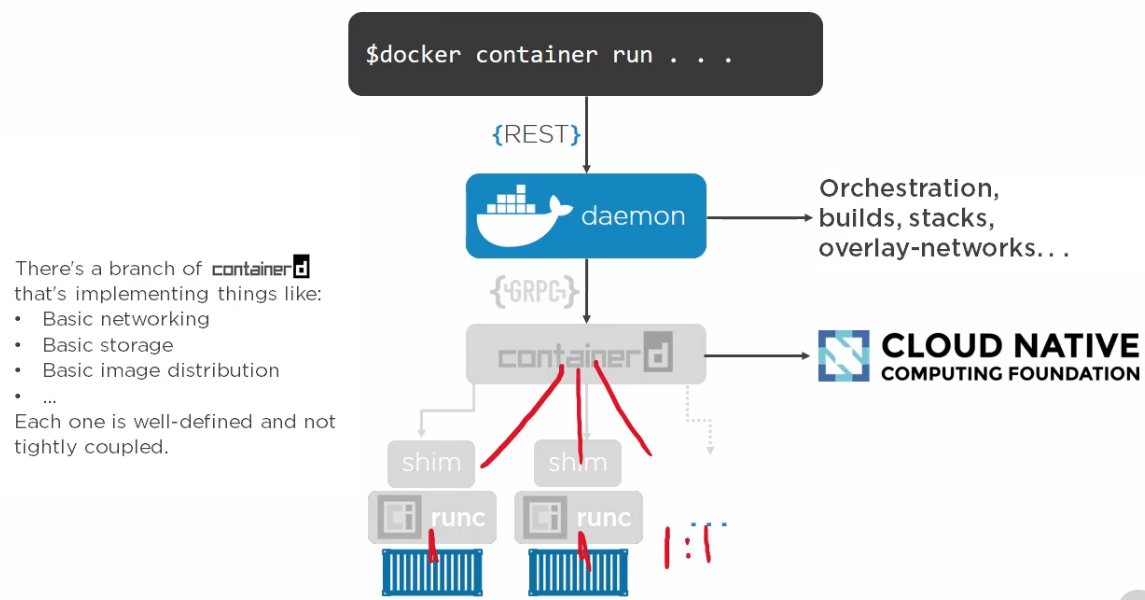 $docker container run . . .
{REST}
daemon
Orchestration,
builds, stacks,
overlay-networks. . .
There's a branch of containerd
that's implementing things like:
• Basic networking
• Basic storage
• Basic image distribution
• ...
Each one is well-defined and not
tightly coupled.
{GRPC}
containerd
CLOUD NATIVE
COMPUTING FOUNDATION
shim
shim
Ci runc
Ci runc
...
1:1